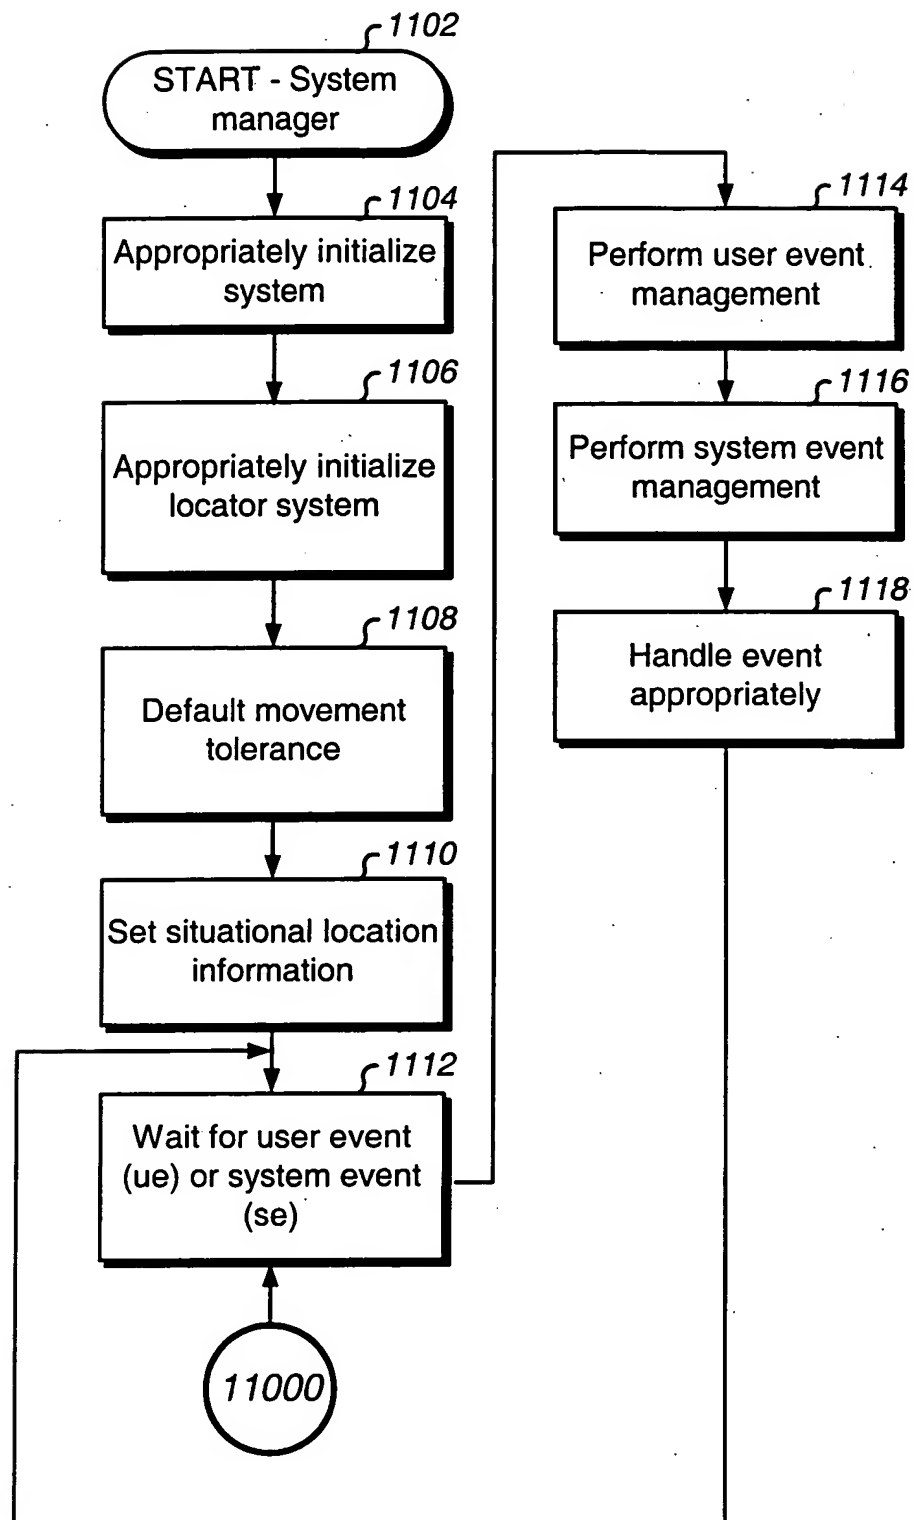 1102
START - System
manager
1104
Appropriately initialize
system
1106
Appropriately initialize
locator system
1108
Default movement
tolerance
1110
Set situational location
information
1112
Wait for user event
(ue) or system event
(se)
11000
1114
Perform user event
management
1116
Perform system event
management
1118
Handle event
appropriately